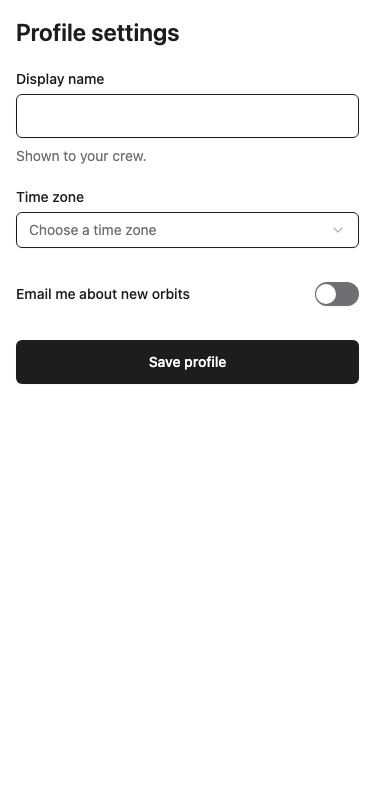 Profile settings
Display name
Shown to your crew.
Time zone
Choose a time zone
Email me about new orbits
Save profile